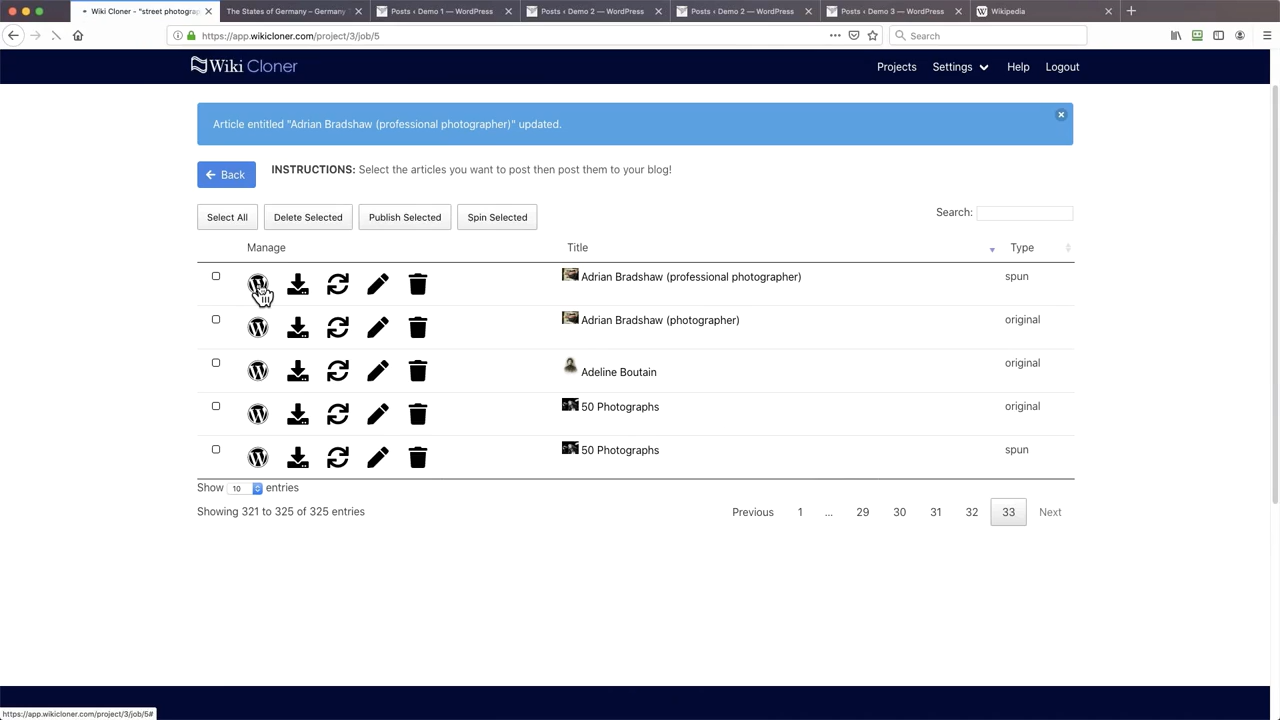 Wiki Cloner - "street photograp
The States of Germany – Germany
Posts ‹ Demo 1 — WordPress
Posts ‹ Demo 2 — WordPress
Posts ‹ Demo 2 — WordPress
Posts ‹ Demo 3 — WordPress
Wikipedia
https://app.wikicloner.com/project/3/job/5
Search
Wiki Cloner
Projects
Settings
Help
Logout
Article entitled "Adrian Bradshaw (professional photographer)" updated.
Back
INSTRUCTIONS: Select the articles you want to post then post them to your blog!
Select All
Delete Selected
Publish Selected
Spin Selected
Search:
Manage
Title
Type
Adrian Bradshaw (professional photographer)
spun
Adrian Bradshaw (photographer)
original
Adeline Boutain
original
50 Photographs
original
50 Photographs
spun
Show 10 entries
Showing 321 to 325 of 325 entries
Previous
1
...
29
30
31
32
33
Next
https://app.wikicloner.com/project/3/job/5#